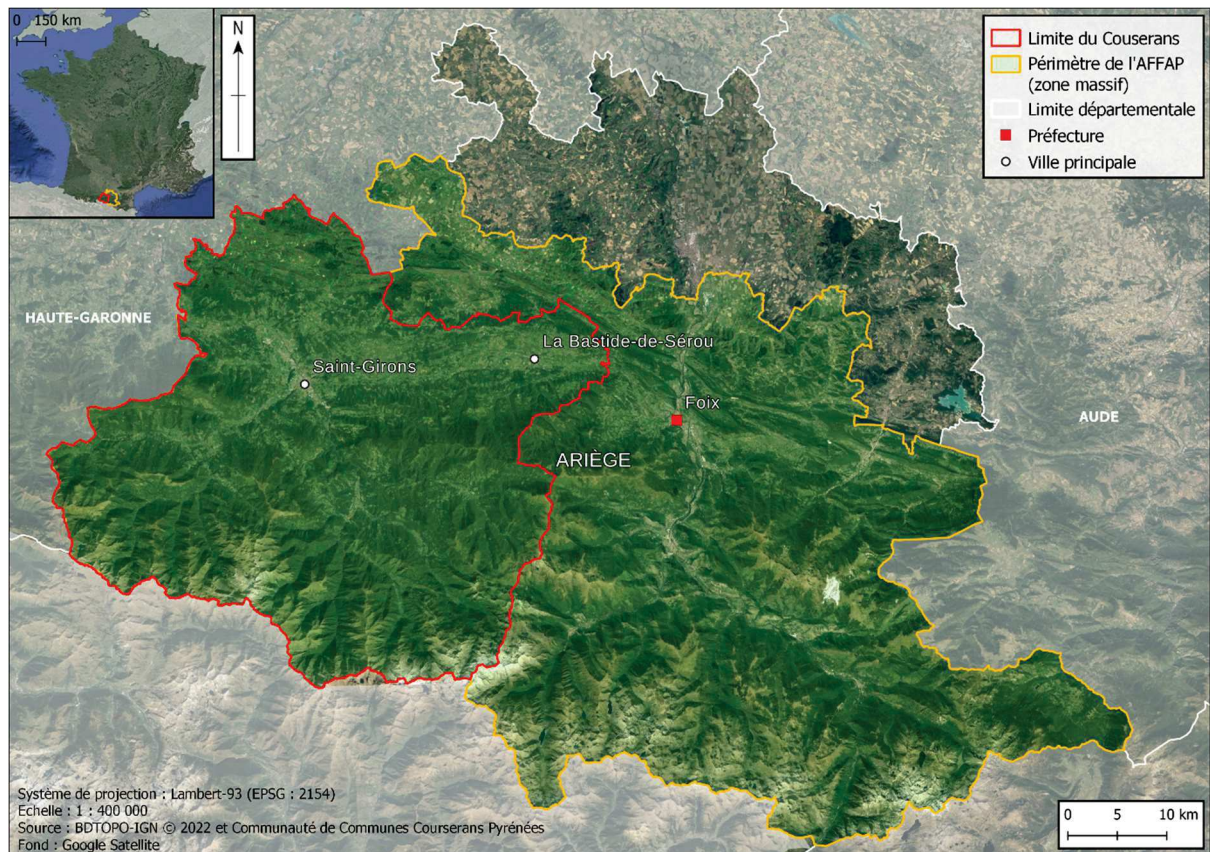 0 150 km
N
Limite du Couserans
Périmètre de l'AFFAP
(zone massif)
Limite départementale
Préfecture
Ville principale
HAUTE-GARONNE
La Bastide-de-Sérou
Saint-Girons
Foix
AUDE
ARIÈGE
Système de projection : Lambert-93 (EPSG : 2154)
Echelle : 1 : 400 000
Source : BDTOPO-IGN © 2022 et Communauté de Communes Courserans Pyrénées
Fond : Google Satellite
0 5 10 km